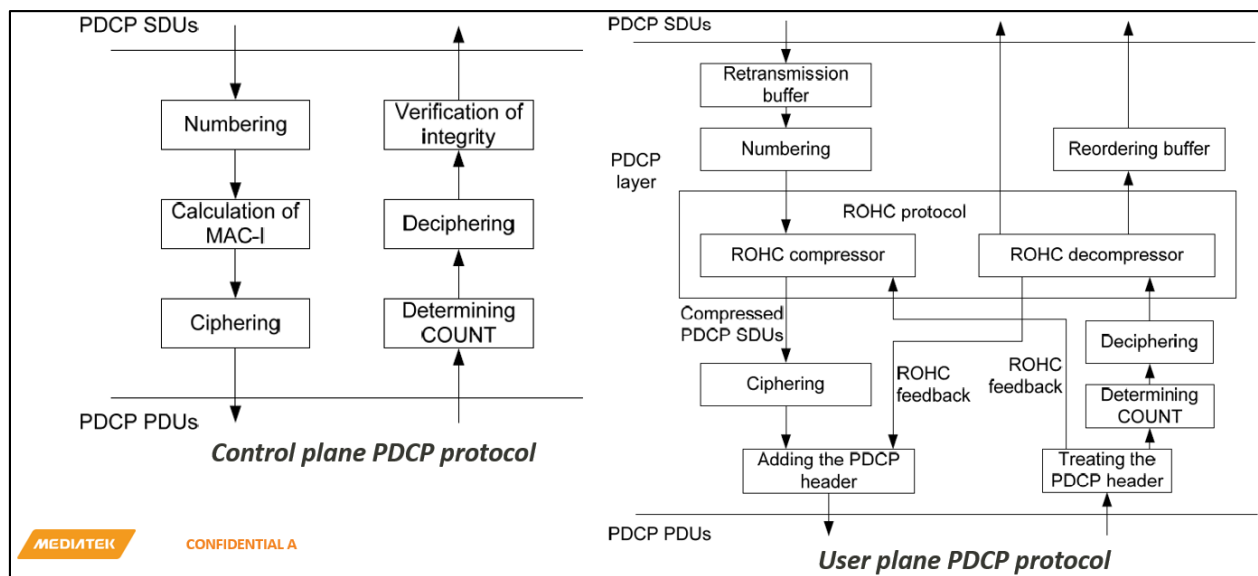 PDCP SDUs
Numbering
Calculation of
MAC-I
Ciphering
Verification of
integrity
Deciphering
Determining
COUNT
PDCP PDUs
Control plane PDCP protocol
PDCP SDUs
Retransmission
buffer
Numbering
PDCP
layer
Reordering buffer
ROHC protocol
ROHC compressor
ROHC decompressor
Compressed
PDCP SDUs
Ciphering
ROHC
feedback
ROHC
feedback
Deciphering
Determining
COUNT
Adding the PDCP
header
Treating the
PDCP header
PDCP PDUs
User plane PDCP protocol
MEDIATEK
CONFIDENTIAL A